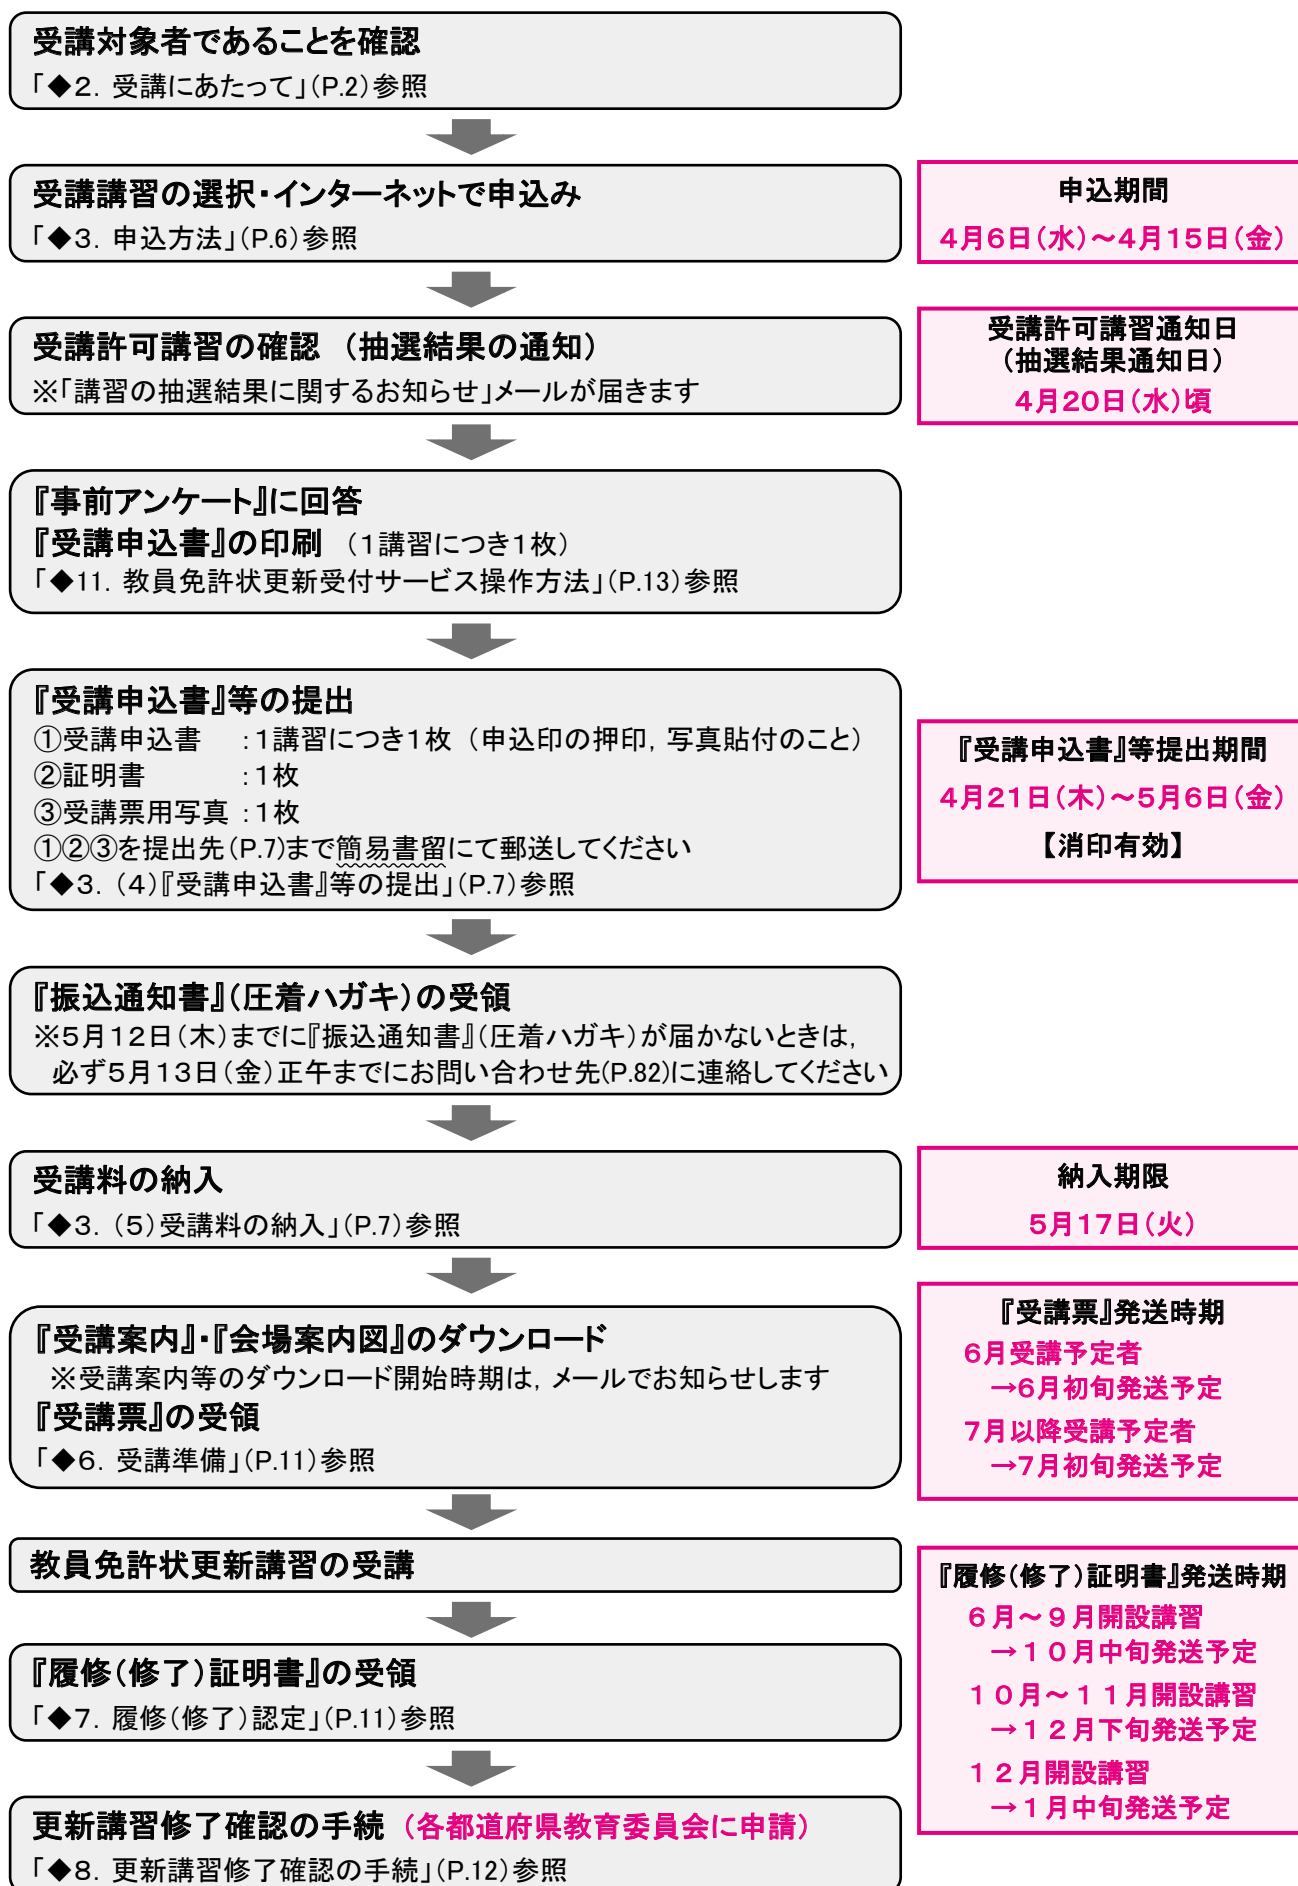 受講対象者であることを確認
「◆2．受講にあたって」（P.2）参照
受講講習の選択・インターネットで申込み
「◆3．申込方法」（P.6）参照
申込期間
4月6日（水）～4月15日（金）
受講許可講習の確認　（抽選結果の通知）
※「講習の抽選結果に関するお知らせ」メールが届きます
受講許可講習通知日
（抽選結果通知日）
4月20日（水）頃
『事前アンケート』に回答
『受講申込書』の印刷　（1講習につき1枚）
「◆11．教員免許状更新受付サービス操作方法」（P.13）参照
『受講申込書』等の提出
①受講申込書　：1講習につき1枚　（申込印の押印，写真貼付のこと）
②証明書　：1枚
③受講票用写真：1枚
①②③を提出先（P.7）まで簡易書留にて郵送してください
「◆3．（4）『受講申込書』等の提出」（P.7）参照
『受講申込書』等提出期間
4月21日（木）～5月6日（金）
【消印有効】
『振込通知書』（圧着ハガキ）の受領
※5月12日（木）までに『振込通知書』（圧着ハガキ）が届かないときは，
必ず5月13日（金）正午までにお問い合わせ先（P.82）に連絡してください
受講料の納入
「◆3．（5）受講料の納入」（P.7）参照
納入期限
5月17日（火）
『受講案内』・『会場案内図』のダウンロード
※受講案内等のダウンロード開始時期は，メールでお知らせします
『受講票』の受領
「◆6．受講準備」（P.11）参照
『受講票』発送時期
6月受講予定者
→6月初旬発送予定
7月以降受講予定者
→7月初旬発送予定
教員免許状更新講習の受講
『履修（修了）証明書』の受領
「◆7．履修（修了）認定」（P.11）参照
『履修（修了）証明書』発送時期
6月～9月開設講習
→10月中旬発送予定
10月～11月開設講習
→12月下旬発送予定
12月開設講習
→1月中旬発送予定
更新講習修了確認の手続　（各都道府県教育委員会に申請）
「◆8．更新講習修了確認の手続」（P.12）参照